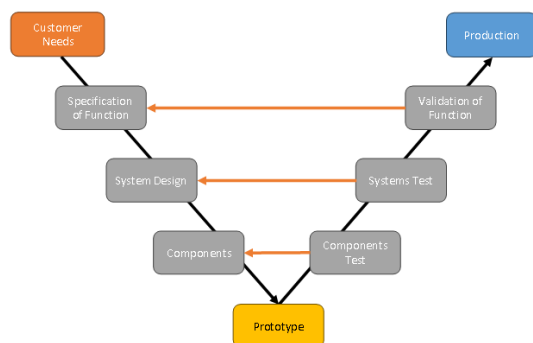 Customer
Needs
Production
Specification
of Function
Validation of
Function
System Design
Systems Test
Components
Components
Test
Prototype